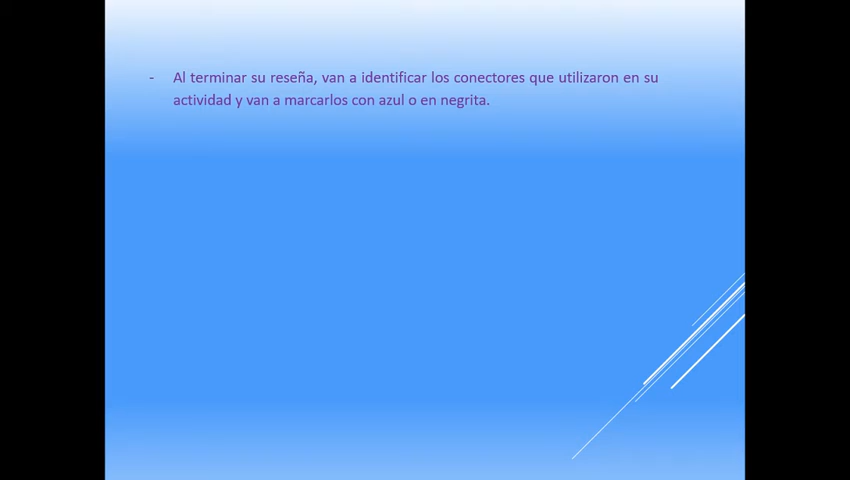 - Al terminar su reseña, van a identificar los conectores que utilizaron en su
actividad y van a marcarlos con azul o en negrita.